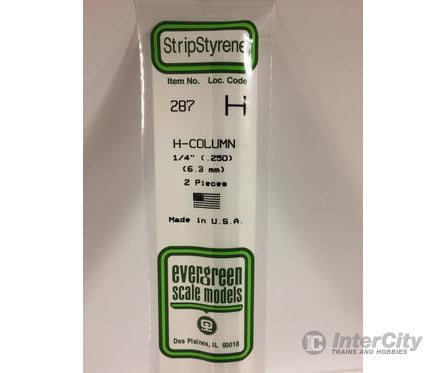 StripStyrene
Item No. Loc. Code
287 H
H-COLUMN
1/4" (.250)
(6.3 mm)
2 Pieces
Made in U.S.A.
evergreen
scale models
Des Plaines, IL 60018
IC InterCity
TRAINS AND HOBBIES